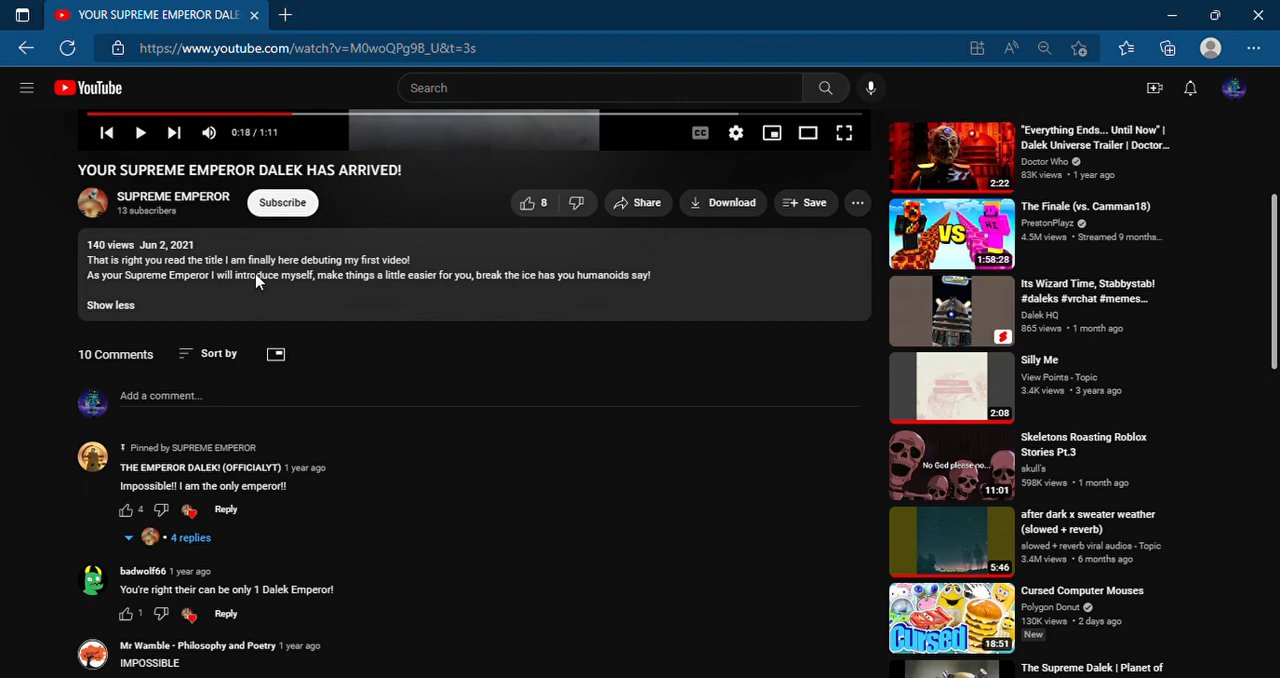 YOUR SUPREME EMPEROR DALE
https://www.youtube.com/watch?v=M0woQPg9B_U&t=3s
YouTube
Search
0:18 / 1:11
CC
YOUR SUPREME EMPEROR DALEK HAS ARRIVED!
SUPREME EMPEROR
13 subscribers
Subscribe
8
Share
Download
Save
140 views Jun 2, 2021
That is right you read the title I am finally here debuting my first video!
As your Supreme Emperor I will introduce myself, make things a little easier for you, break the ice has you humanoids say!
Show less
10 Comments
Sort by
Add a comment...
Pinned by SUPREME EMPEROR
THE EMPEROR DALEK! (OFFICIALYT) 1 year ago
Impossible!! I am the only emperor!!
4
Reply
4 replies
badwolf66 1 year ago
You're right their can be only 1 Dalek Emperor!
1
Reply
Mr Wamble - Philosophy and Poetry 1 year ago
IMPOSSIBLE
2:22
"Everything Ends... Until Now" |
Dalek Universe Trailer | Doctor...
Doctor Who
83K views • 1 year ago
VS
1:58:28
The Finale (vs. Camman18)
PrestonPlayz
4.5M views • Streamed 9 months...
Its Wizard Time, Stabbystab!
#daleks #vrchat #memes...
Dalek HQ
865 views • 1 month ago
2:08
Silly Me
View Points - Topic
3.4K views • 3 years ago
No God please no...
11:01
Skeletons Roasting Roblox
Stories Pt.3
skull's
598K views • 1 month ago
5:46
after dark x sweater weather
(slowed + reverb)
slowed + reverb viral audios - Topic
3.4M views • 6 months ago
Cursed
18:51
Cursed Computer Mouses
Polygon Donut
130K views • 2 days ago
New
The Supreme Dalek | Planet of